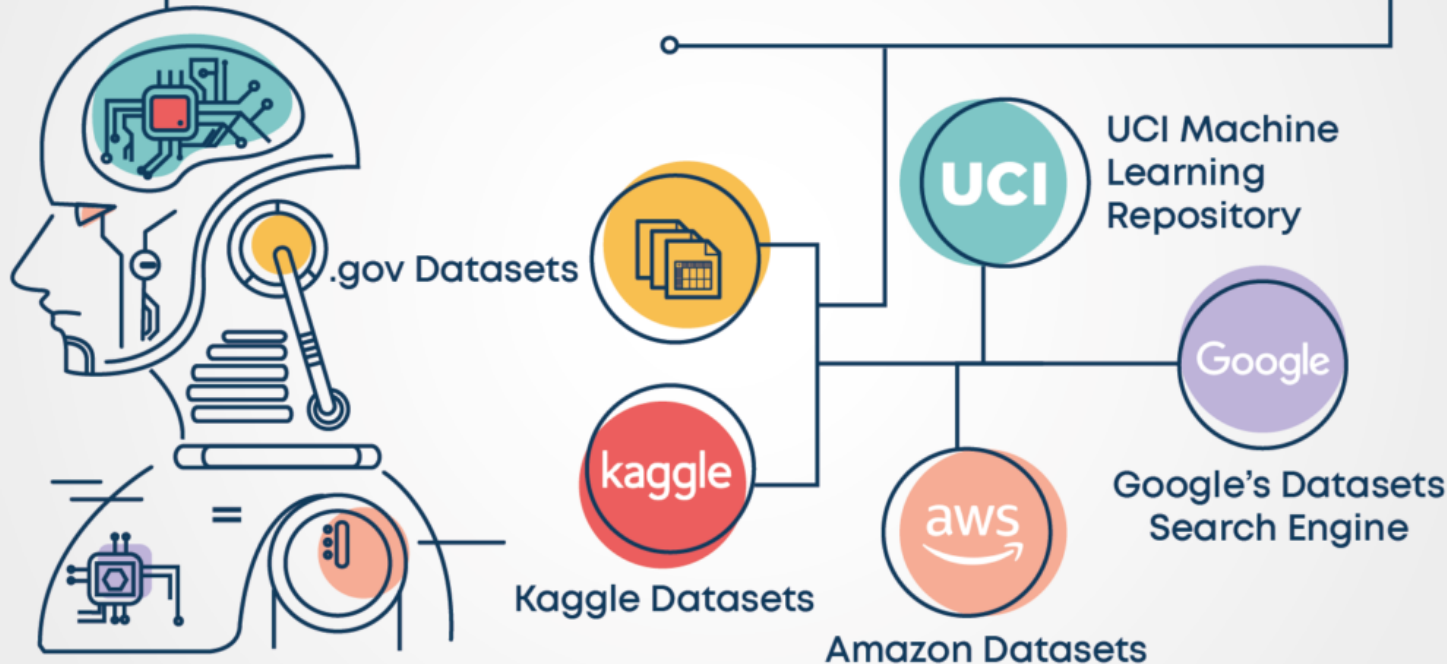 UCI
UCI Machine
Learning
Repository
.gov Datasets
Google
Google’s Datasets
Search Engine
kaggle
Kaggle Datasets
aws
Amazon Datasets